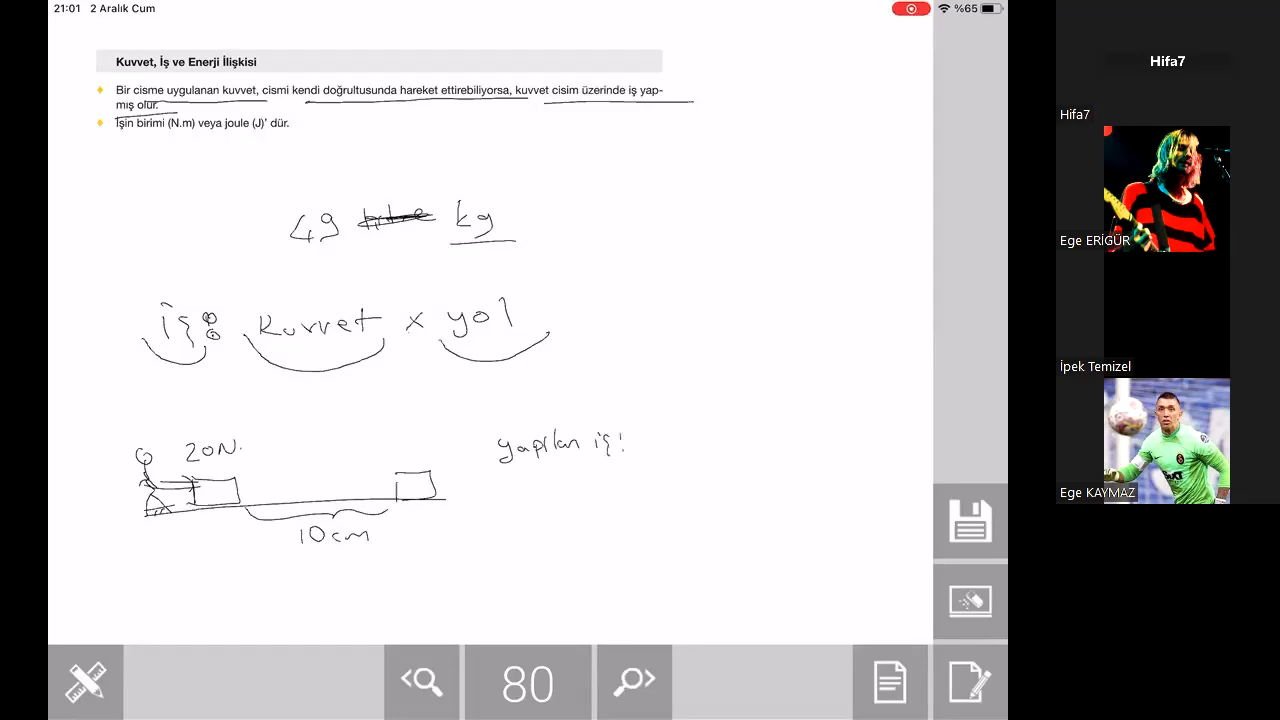 21:01 2 Aralık Cum
%65
Kuvvet, İş ve Enerji İlişkisi
Bir cisme uygulanan kuvvet, cismi kendi doğrultusunda hareket ettirebiliyorsa, kuvvet cisim üzerinde iş yap-
mış olur.
İşin birimi (N.m) veya joule (J)' dür.
49 kg
iş: kuvvet x yol
20N.
yapılan iş:
10cm
80
Hifa7
Hifa7
Ege ERİGÜR
İpek Temizel
Ege KAYMAZ